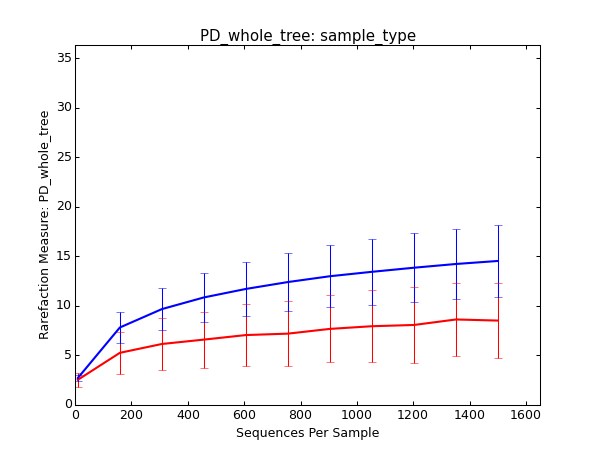 PD_whole_tree: sample_type
Rarefaction Measure: PD_whole_tree
35
30
25
20
15
10
5
0
0 200 400 600 800 1000 1200 1400 1600
Sequences Per Sample